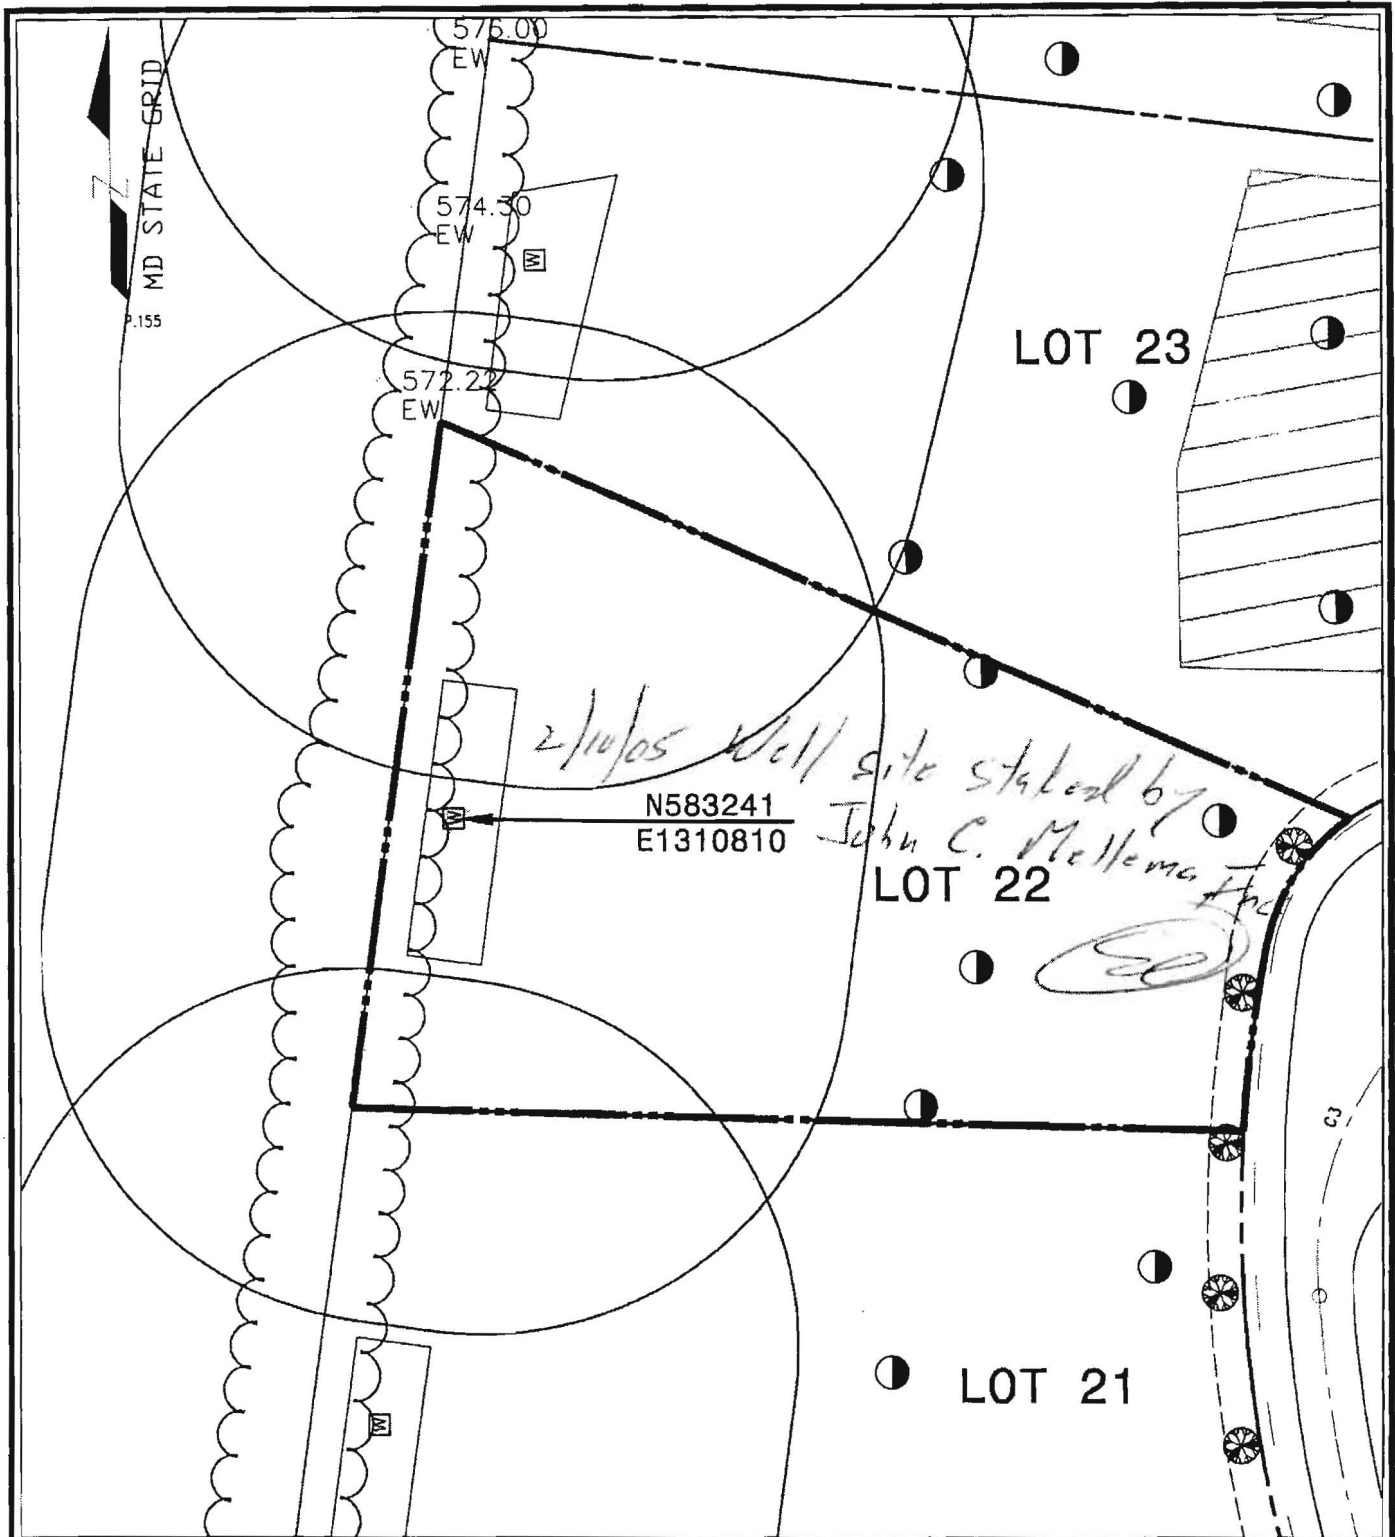 576.00
EW
MD STATE GRID
574.30
EW
W
P.155
LOT 23
572.22
EW
2/10/05 Well site staked by
John C. Mellema Inc
W
N583241
E1310810
LOT 22
C3
LOT 21
W